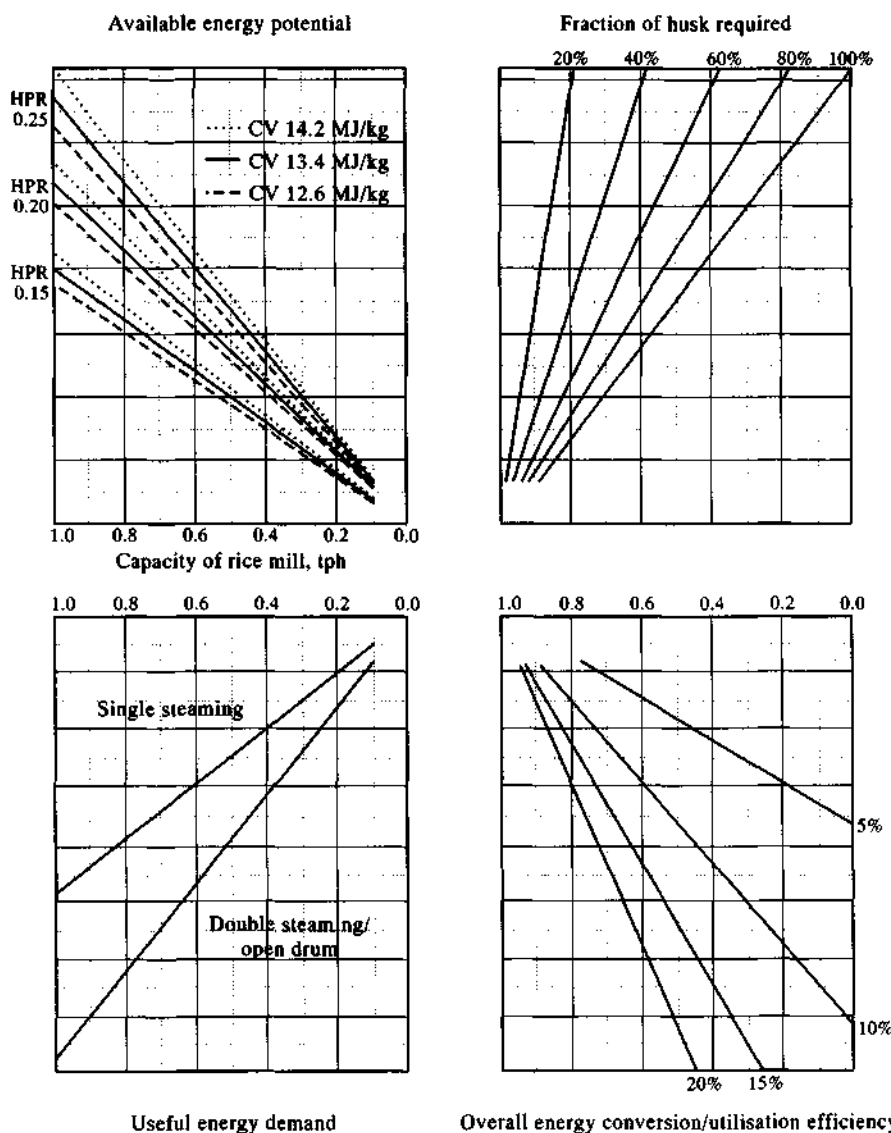 Available energy potential
Fraction of husk required
20% 40% 60% 80% 100%
HPR
0.25
HPR
0.20
HPR
0.15
CV 14.2 MJ/kg
CV 13.4 MJ/kg
CV 12.6 MJ/kg
1.0 0.8 0.6 0.4 0.2 0.0
Capacity of rice mill, tph
1.0 0.8 0.6 0.4 0.2 0.0
Single steaming
Double steaming/
open drum
Useful energy demand
1.0 0.8 0.6 0.4 0.2 0.0
5%
10%
20% 15%
Overall energy conversion/utilisation efficiency